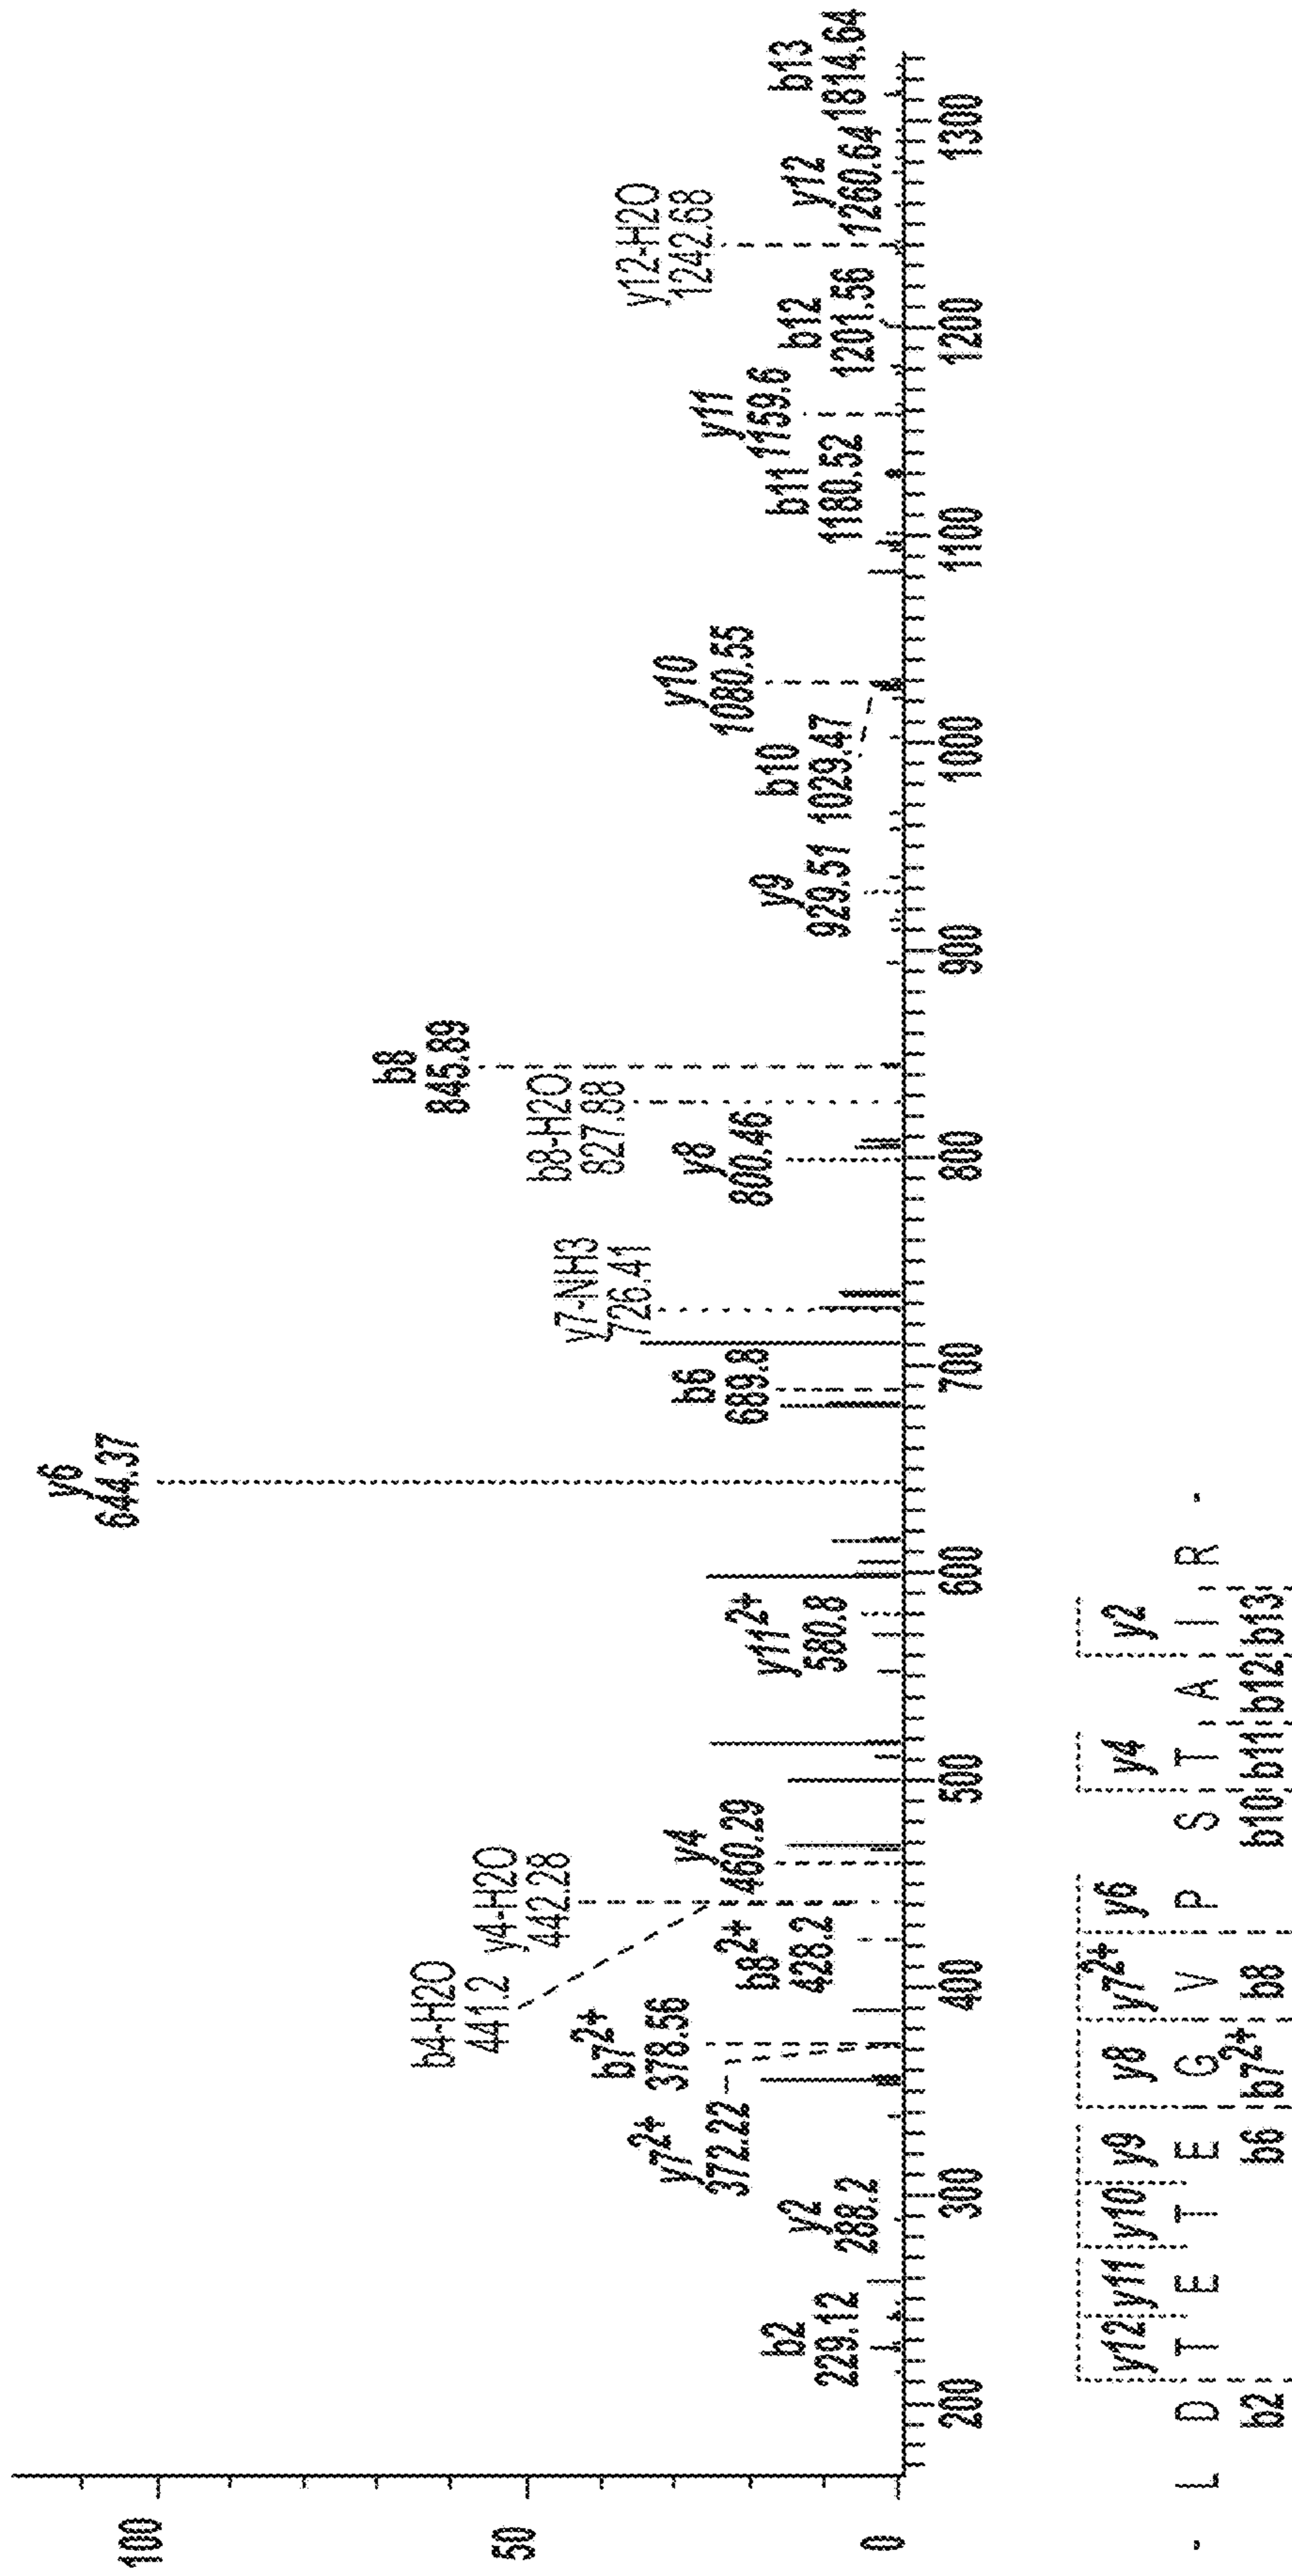 100
50
0
b2
229.12
y2
288.2
y7²⁺
372.22
b7²⁺
378.56
b4-H2O
441.2
b8²⁺
428.2
y4-H2O
442.28
y4
460.29
y11²⁺
580.8
y6
644.37
b6
689.8
y7-NH3
726.41
y8
800.46
b8-H2O
827.88
b8
845.89
y9
929.51
b10
1029.47
y10
1080.55
b11
1180.52
y11
1159.6
b12
1201.56
y12-H2O
1242.68
y12
1260.64
b13
1814.64
200 300 400 500 600 700 800 900 1000 1100 1200 1300
y12 y11 y10 y9 y8 y7²⁺ y6 y4 y2
- L D T E T E G V P S T A I R -
b2 b6 b7²⁺ b8 b10 b11 b12 b13